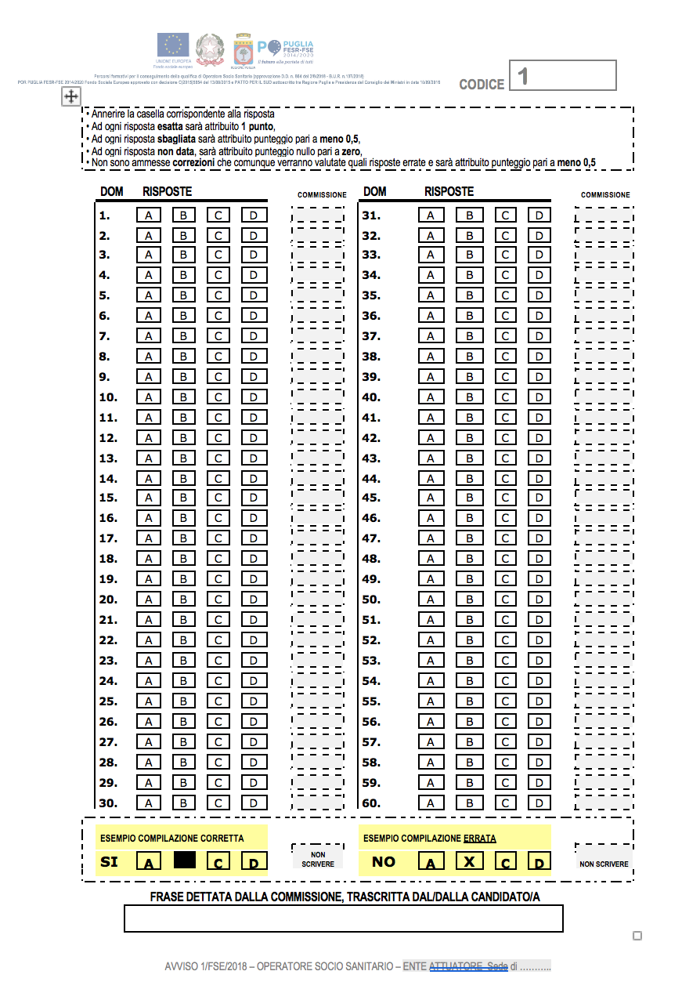 UNIONE EUROPEA
Fondo sociale europeo
REGIONE PUGLIA
PUGLIA
FESR-FSE
2014/2020
Il futuro alla portata di tutti
Percorsi formativi per il conseguimento della qualifica di Operatore Socio Sanitario (approvazione D.D. n. 864 del 2/8/2018 - B.U.R. n.107/2018)
POR PUGLIA FESR-FSE 2014/2020 Fondo Sociale Europeo approvato con decisione C(2015)5854 del 13/08/2015 e PATTO PER IL SUD sottoscritto tra Regione Puglia e Presidenza del Consiglio dei Ministri in data 10/09/2016
CODICE 1
• Annerire la casella corrispondente alla risposta
• Ad ogni risposta esatta sarà attribuito 1 punto,
• Ad ogni risposta sbagliata sarà attribuito punteggio pari a meno 0,5,
• Ad ogni risposta non data, sarà attribuito punteggio nullo pari a zero,
• Non sono ammesse correzioni che comunque verranno valutate quali risposte errate e sarà attribuito punteggio pari a meno 0,5
DOM RISPOSTE COMMISSIONE DOM RISPOSTE COMMISSIONE
1. A B C D 31. A B C D
2. A B C D 32. A B C D
3. A B C D 33. A B C D
4. A B C D 34. A B C D
5. A B C D 35. A B C D
6. A B C D 36. A B C D
7. A B C D 37. A B C D
8. A B C D 38. A B C D
9. A B C D 39. A B C D
10. A B C D 40. A B C D
11. A B C D 41. A B C D
12. A B C D 42. A B C D
13. A B C D 43. A B C D
14. A B C D 44. A B C D
15. A B C D 45. A B C D
16. A B C D 46. A B C D
17. A B C D 47. A B C D
18. A B C D 48. A B C D
19. A B C D 49. A B C D
20. A B C D 50. A B C D
21. A B C D 51. A B C D
22. A B C D 52. A B C D
23. A B C D 53. A B C D
24. A B C D 54. A B C D
25. A B C D 55. A B C D
26. A B C D 56. A B C D
27. A B C D 57. A B C D
28. A B C D 58. A B C D
29. A B C D 59. A B C D
30. A B C D 60. A B C D
ESEMPIO COMPILAZIONE CORRETTA ESEMPIO COMPILAZIONE ERRATA
SI A C D NON SCRIVERE NO A X C D NON SCRIVERE
FRASE DETTATA DALLA COMMISSIONE, TRASCRITTA DAL/DALLA CANDIDATO/A
AVVISO 1/FSE/2018 – OPERATORE SOCIO SANITARIO – ENTE ATTUATORE Sede di ...........